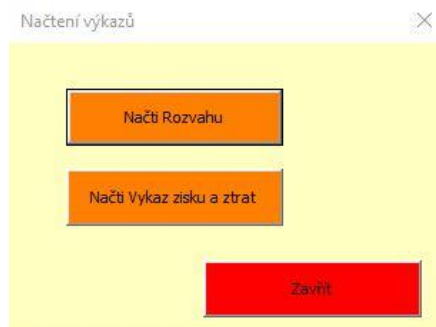 Načtení výkazů
Načti Rozvahu
Načti Vykaz zisku a ztrat
Zavřít